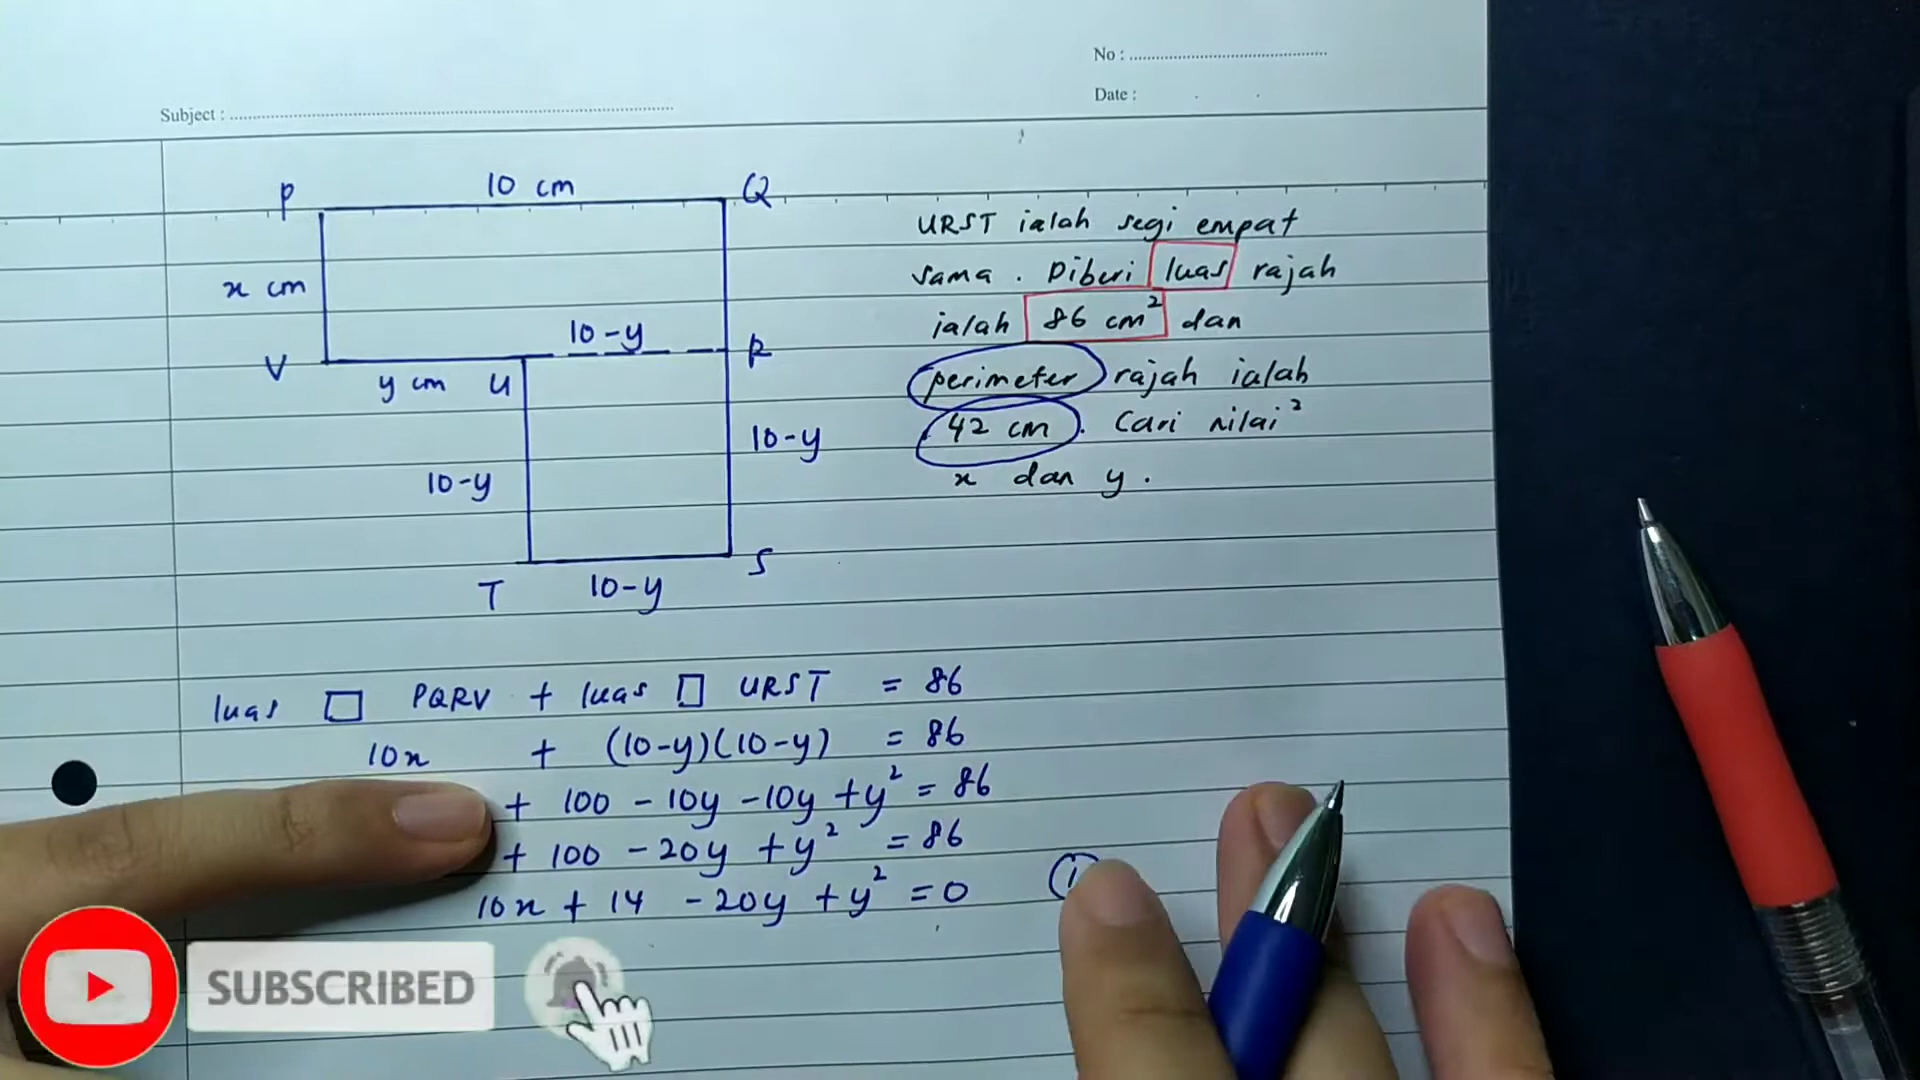 No :
Subject :
Date :
P
10 cm
Q
x cm
10-y
V
y cm
U
R
10-y
10-y
T
10-y
S
URST ialah segi empat
sama. Diberi luas rajah
ialah 86 cm² dan
perimeter rajah ialah
42 cm. Cari nilai²
x dan y.
luas □ PQRV + luas □ URST = 86
10x + (10-y)(10-y) = 86
+ 100 - 10y - 10y + y² = 86
+ 100 - 20y + y² = 86
10x + 14 - 20y + y² = 0
SUBSCRIBED